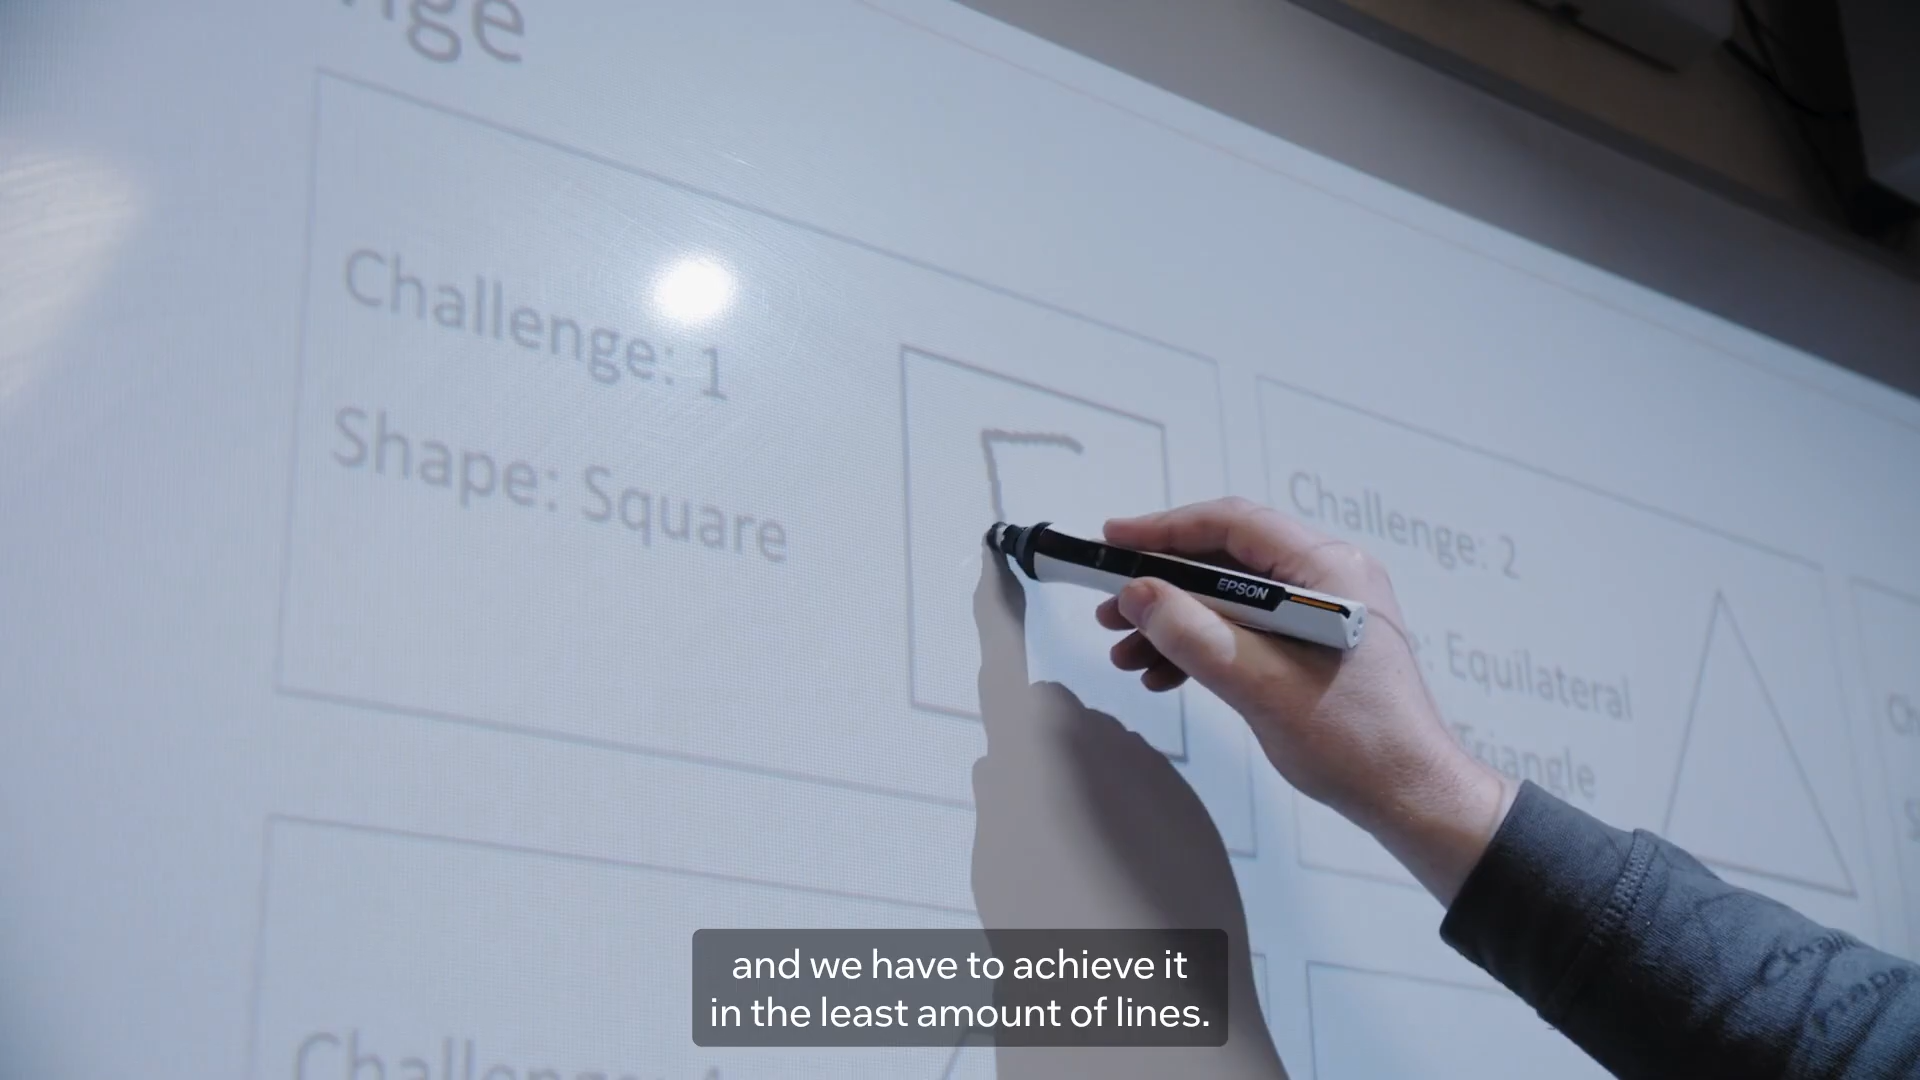 Challenge: 1
Shape: Square
Challenge: 2
Equilateral
Triangle
EPSON
and we have to achieve it
in the least amount of lines.